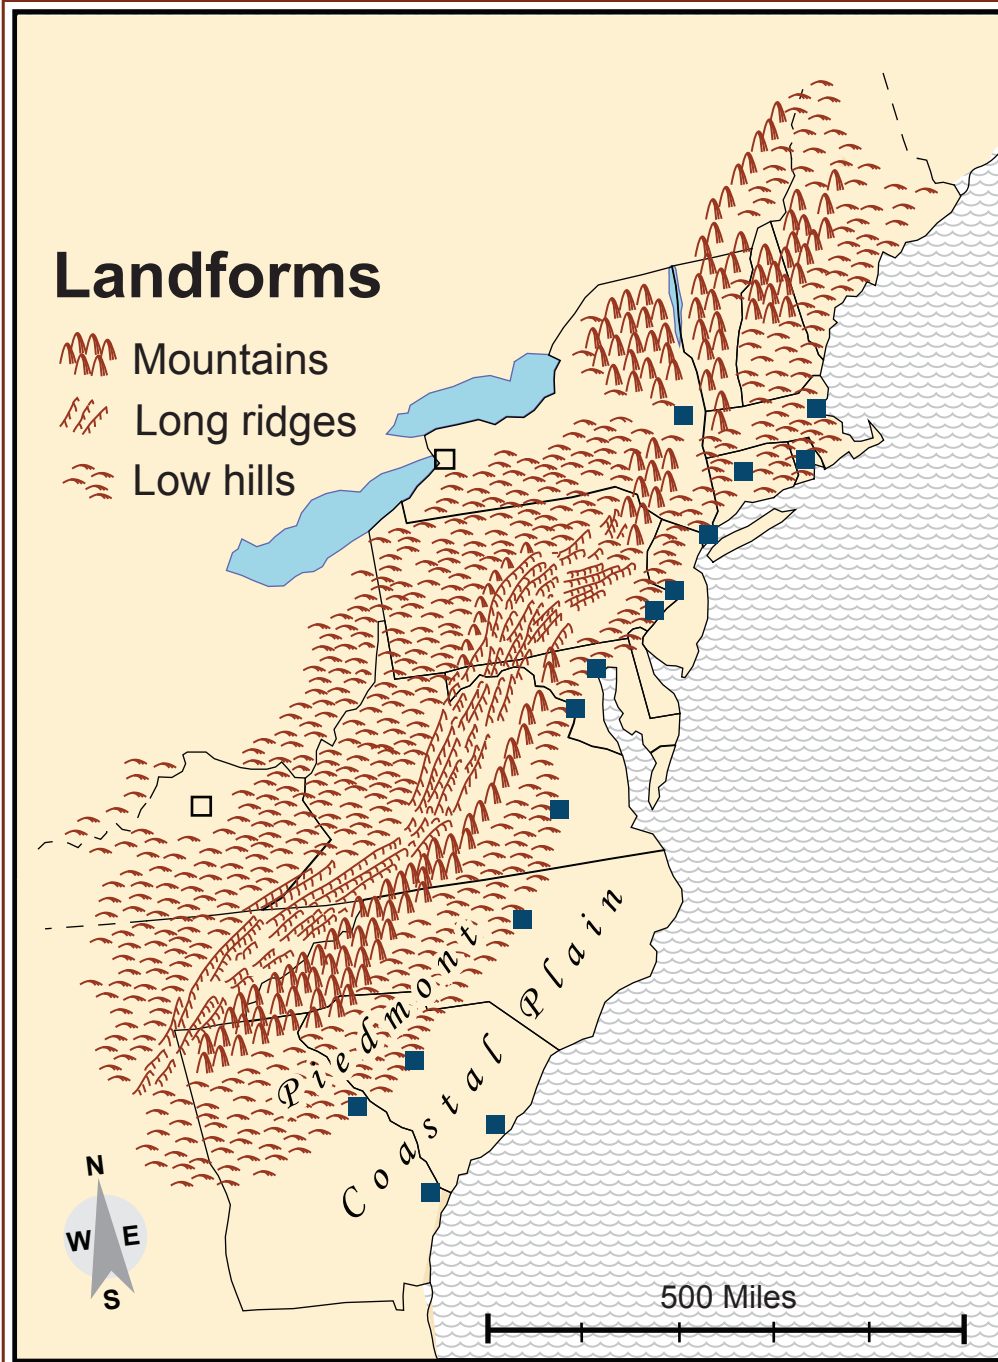 Landforms
Mountains
Long ridges
Low hills
Piedmont
Coastal Plain
N
W E
S
500 Miles